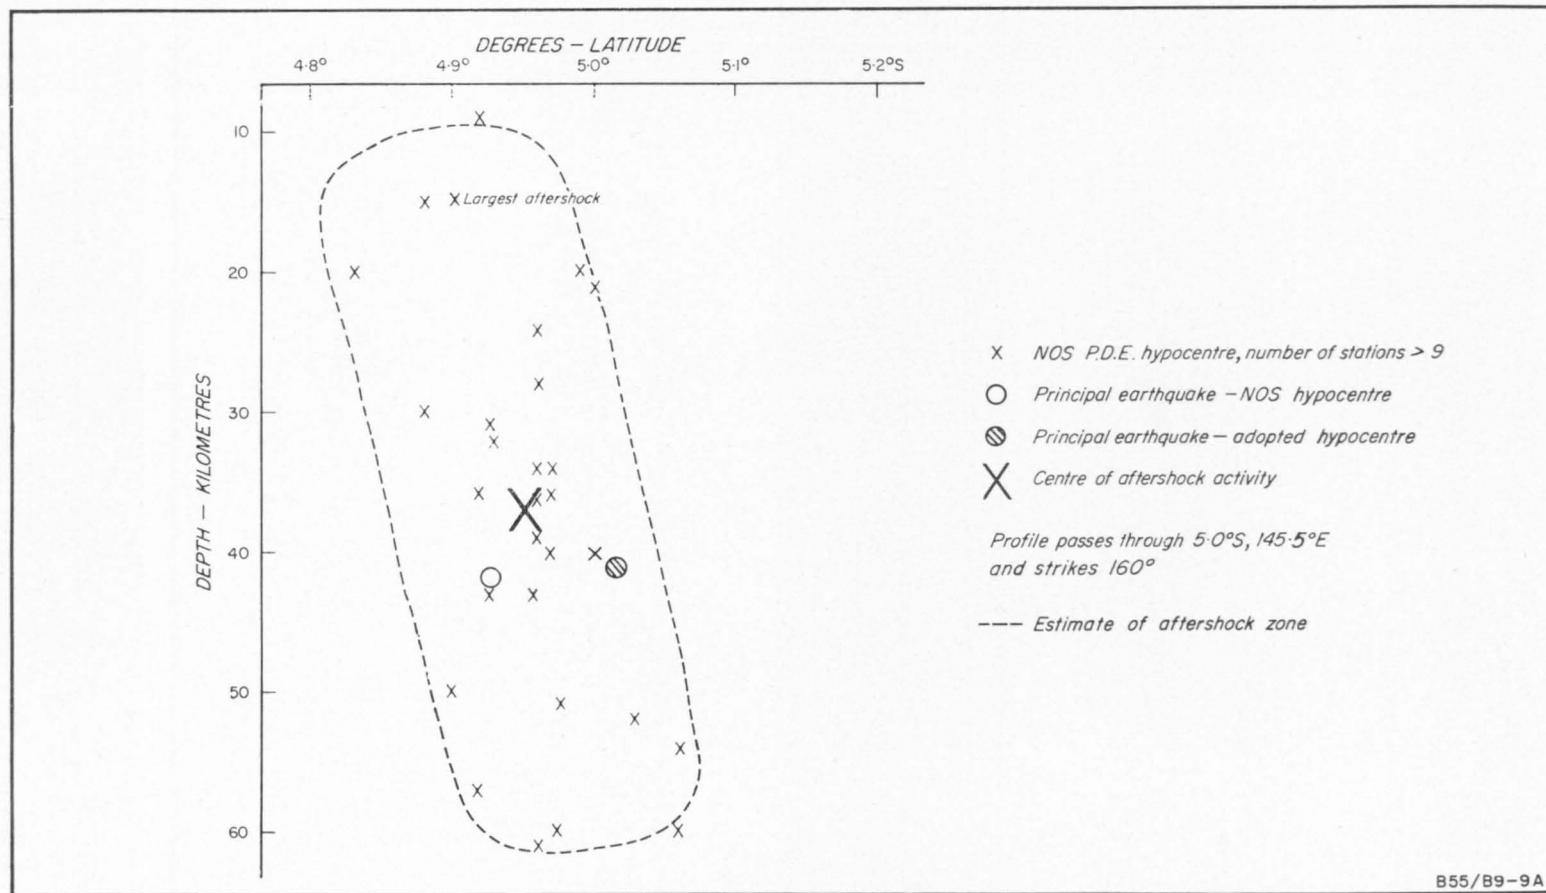 DEGREES – LATITUDE
4·8° 4·9° 5·0° 5·1° 5·2°S
DEPTH – KILOMETRES
10
20
30
40
50
60
Largest aftershock
X NOS P.D.E. hypocentre, number of stations > 9
Principal earthquake – NOS hypocentre
Principal earthquake – adopted hypocentre
Centre of aftershock activity
Profile passes through 5·0°S, 145·5°E
and strikes 160°
Estimate of aftershock zone
B55/B9-9A